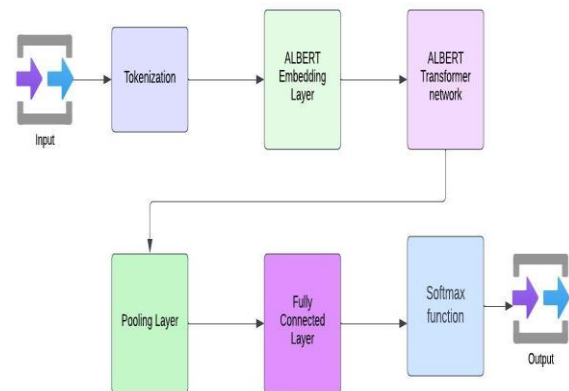 Input
Tokenization
ALBERT
Embedding
Layer
ALBERT
Transformer
network
Pooling Layer
Fully
Connected
Layer
Softmax
function
Output